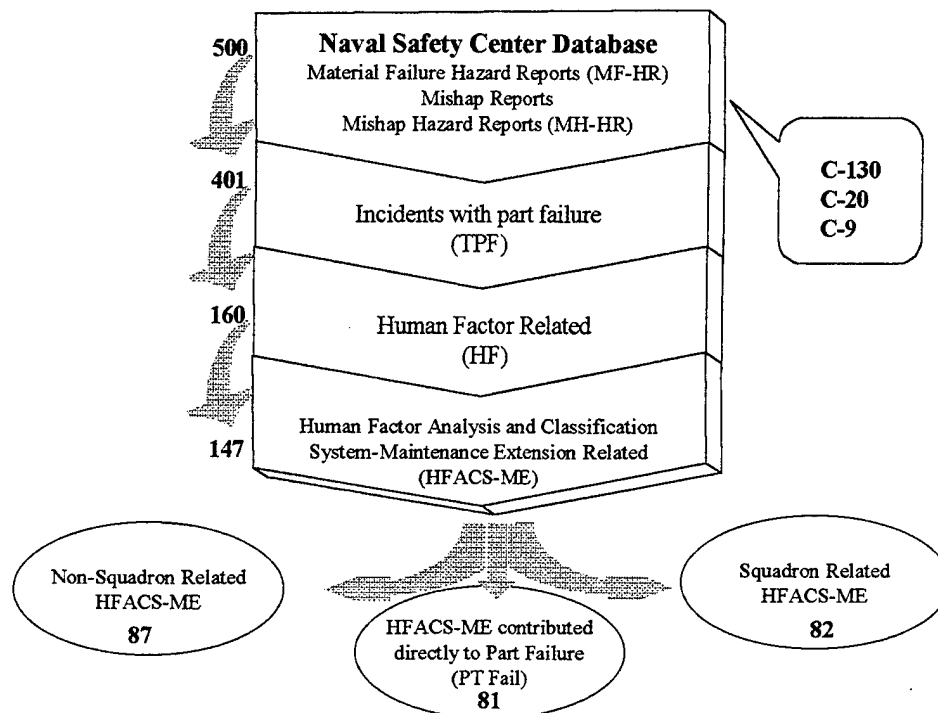 500
Naval Safety Center Database
Material Failure Hazard Reports (MF-HR)
Mishap Reports
Mishap Hazard Reports (MH-HR)
C-130
C-20
C-9
401
Incidents with part failure
(TPF)
160
Human Factor Related
(HF)
147
Human Factor Analysis and Classification
System-Maintenance Extension Related
(HFACS-ME)
Non-Squadron Related
HFACS-ME
87
HFACS-ME contributed
directly to Part Failure
(PT Fail)
81
Squadron Related
HFACS-ME
82